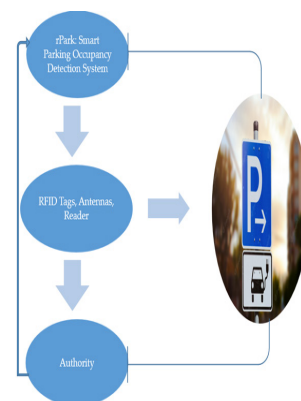 rPark: Smart
Parking Occupancy
Detection System
RFID Tags, Antennas,
Reader
P
Authority